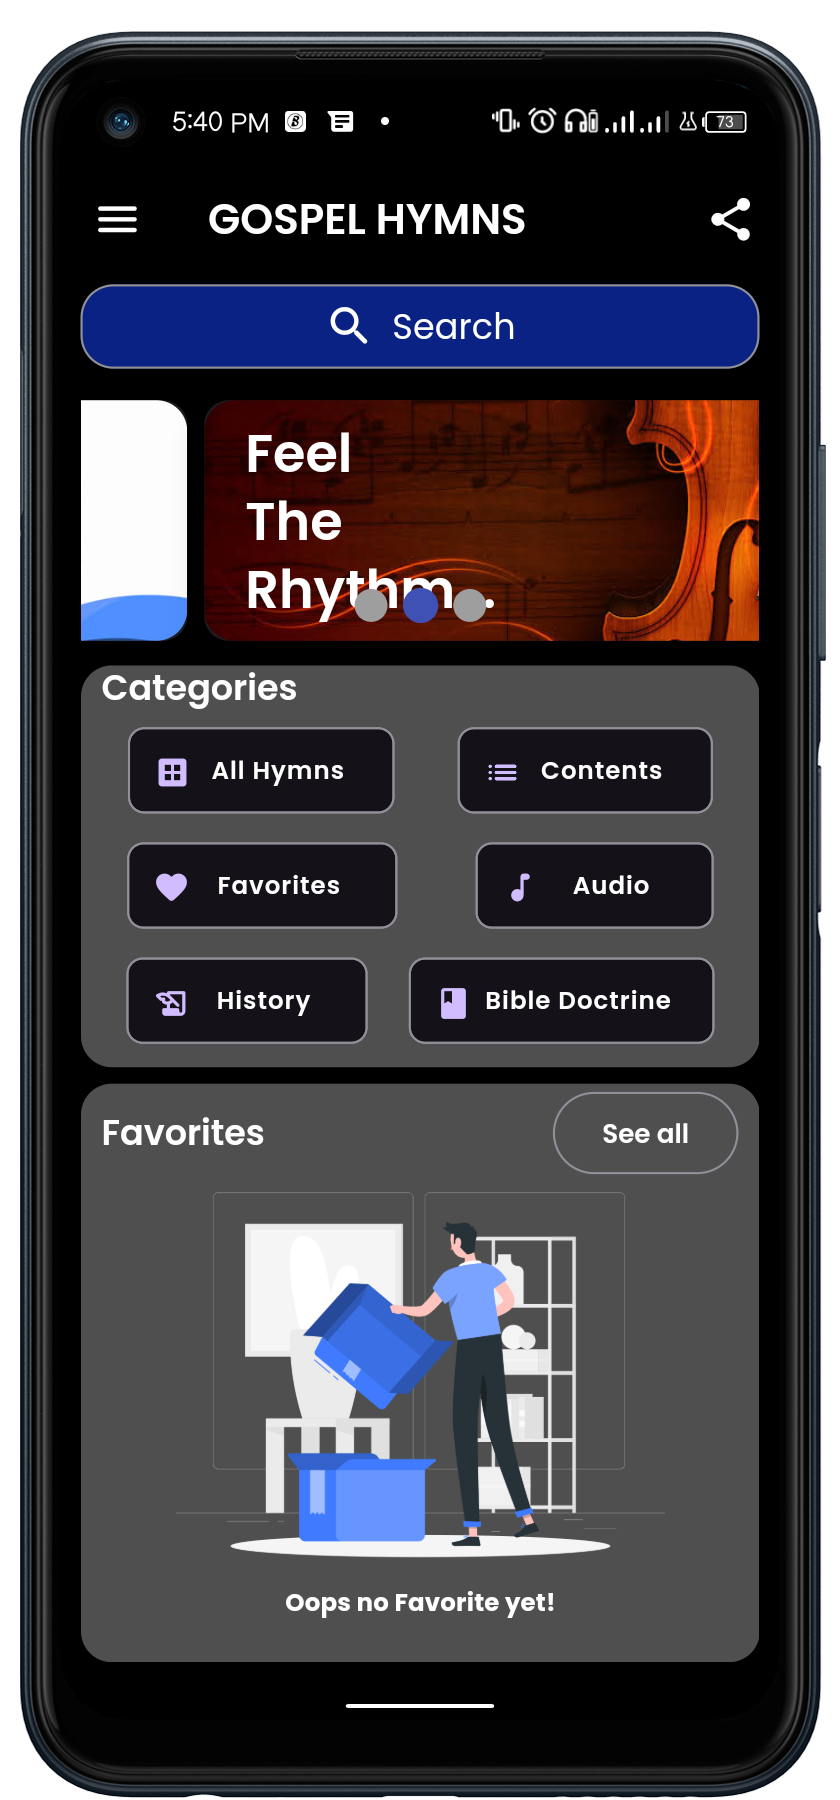 5:40 PM
73
GOSPEL HYMNS
Search
Feel
The
Rhythm..
Categories
All Hymns
Contents
Favorites
Audio
History
Bible Doctrine
Favorites
See all
Oops no Favorite yet!